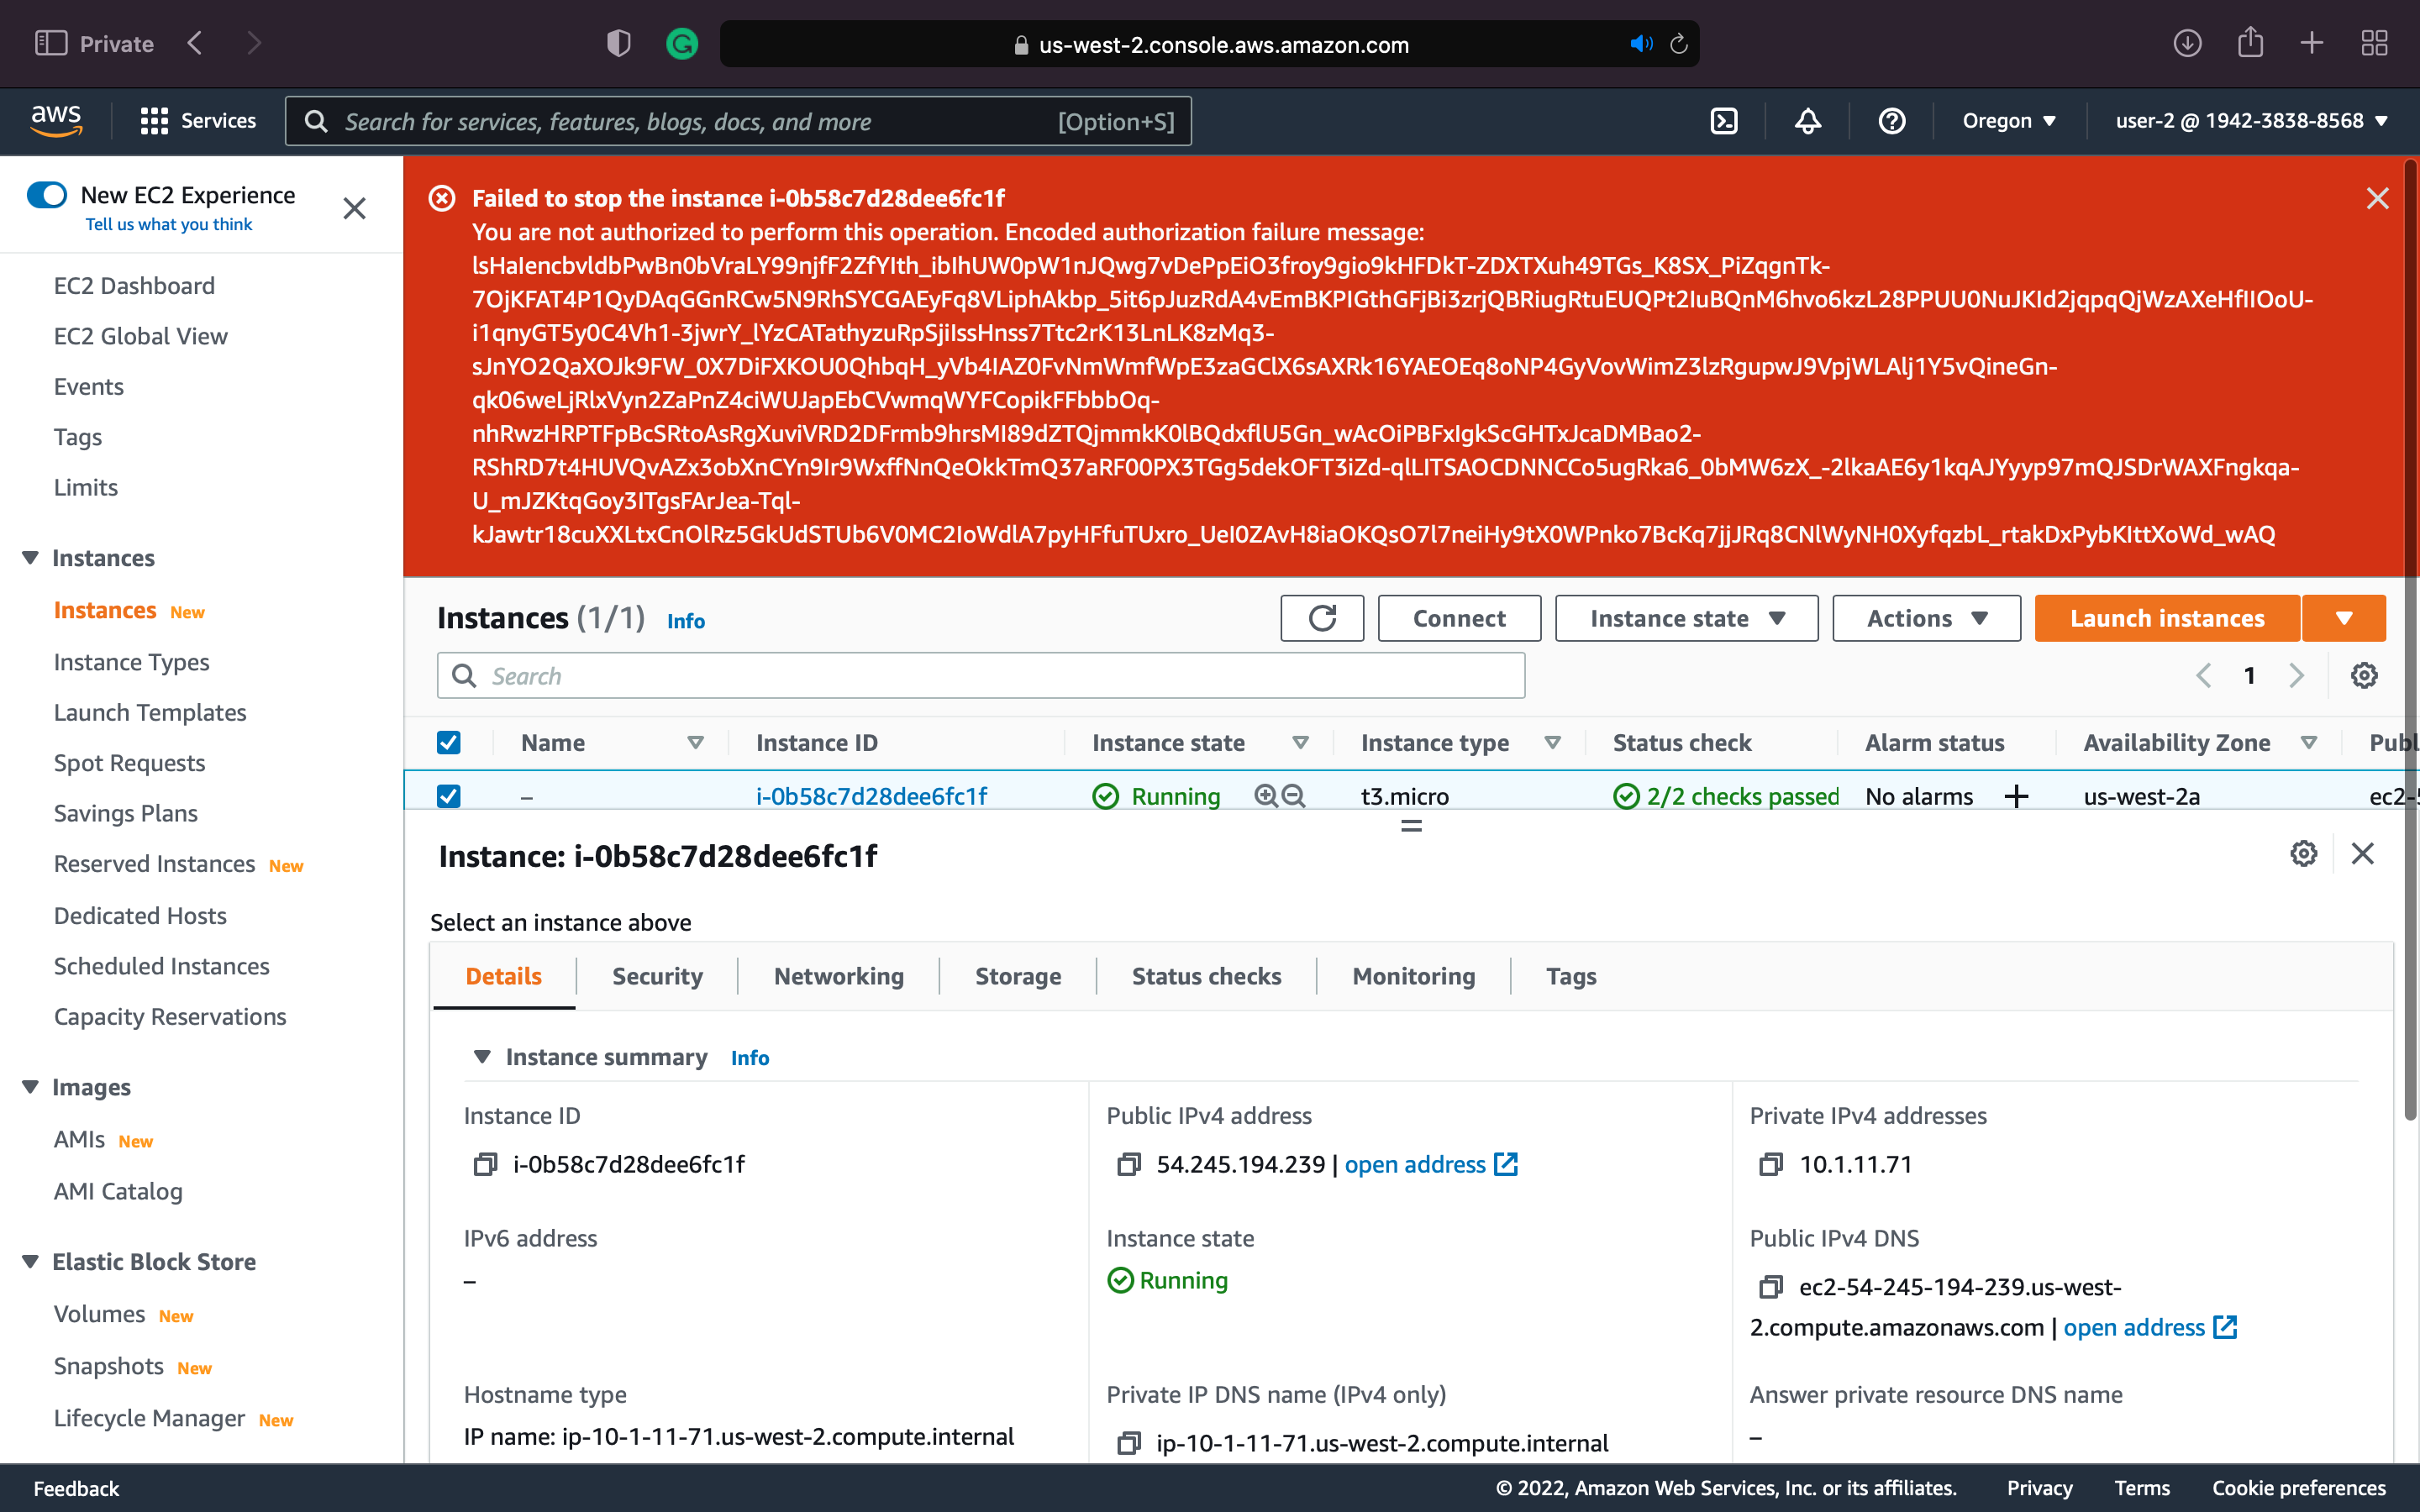 Private
us-west-2.console.aws.amazon.com
aws
Services
Search for services, features, blogs, docs, and more [Option+S]
Oregon
user-2 @ 1942-3838-8568
New EC2 Experience
Tell us what you think
EC2 Dashboard
EC2 Global View
Events
Tags
Limits
Instances
Instances New
Instance Types
Launch Templates
Spot Requests
Savings Plans
Reserved Instances New
Dedicated Hosts
Scheduled Instances
Capacity Reservations
Images
AMIs New
AMI Catalog
Elastic Block Store
Volumes New
Snapshots New
Lifecycle Manager New
Failed to stop the instance i-0b58c7d28dee6fc1f
You are not authorized to perform this operation. Encoded authorization failure message:
lsHaIencbvldbPwBn0bVraLY99njfF2ZfYIth_ibIhUW0pW1nJQwg7vDePpEiO3froy9gio9kHFDkT-ZDXTXuh49TGs_K8SX_PiZqgnTk-
7OjKFAT4P1QyDAqGGnRCw5N9RhSYCGAEyFq8VLiphAkbp_5it6pJuzRdA4vEmBKPIGthGFjBi3zrjQBRiugRtuEUQPt2IuBQnM6hvo6kzL28PPUU0NuJKId2jqpqQjWzAXeHfIIOoU-
i1qnyGT5y0C4Vh1-3jwrY_lYzCATathyzuRpSjiIssHnss7Ttc2rK13LnLK8zMq3-
sJnYO2QaXOJk9FW_0X7DiFXKOU0QhbqH_yVb4IAZ0FvNmWmfWpE3zaGClX6sAXRk16YAEOEq8oNP4GyVovWimZ3lzRgupwJ9VpjWLAlj1Y5vQineGn-
qk06weLjRlxVyn2ZaPnZ4ciWUJapEbCVwmqWYFCopikFFbbbOq-
nhRwzHRPTFpBcSRtoAsRgXuviVRD2DFrmb9hrsMI89dZTQjmmkK0lBQdxflU5Gn_wAcOiPBFxIgkScGHTxJcaDMBao2-
RShRD7t4HUVQvAZx3obXnCYn9Ir9WxffNnQeOkkTmQ37aRF00PX3TGg5dekOFT3iZd-qlLITSAOCDNNCCo5ugRka6_0bMW6zX_-2lkaAE6y1kqAJYyyp97mQJSDrWAXFngkqa-
U_mJZKtqGoy3ITgsFArJea-Tql-
kJawtr18cuXXLtxCnOlRz5GkUdSTUb6V0MC2IoWdlA7pyHFfuTUxro_UeI0ZAvH8iaOKQsO7l7neiHy9tX0WPnko7BcKq7jjJRq8CNlWyNH0XyfqzbL_rtakDxPybKIttXoWd_wAQ
Instances (1/1) Info
Connect
Instance state
Actions
Launch instances
Search
1
Name Instance ID Instance state Instance type Status check Alarm status Availability Zone Publ
– i-0b58c7d28dee6fc1f Running t3.micro 2/2 checks passed No alarms + us-west-2a ec2-5
Instance: i-0b58c7d28dee6fc1f
Select an instance above
Details Security Networking Storage Status checks Monitoring Tags
Instance summary Info
Instance ID
i-0b58c7d28dee6fc1f
Public IPv4 address
54.245.194.239 | open address
Private IPv4 addresses
10.1.11.71
IPv6 address
–
Instance state
Running
Public IPv4 DNS
ec2-54-245-194-239.us-west-
2.compute.amazonaws.com | open address
Hostname type
IP name: ip-10-1-11-71.us-west-2.compute.internal
Private IP DNS name (IPv4 only)
ip-10-1-11-71.us-west-2.compute.internal
Answer private resource DNS name
–
Feedback
© 2022, Amazon Web Services, Inc. or its affiliates. Privacy Terms Cookie preferences